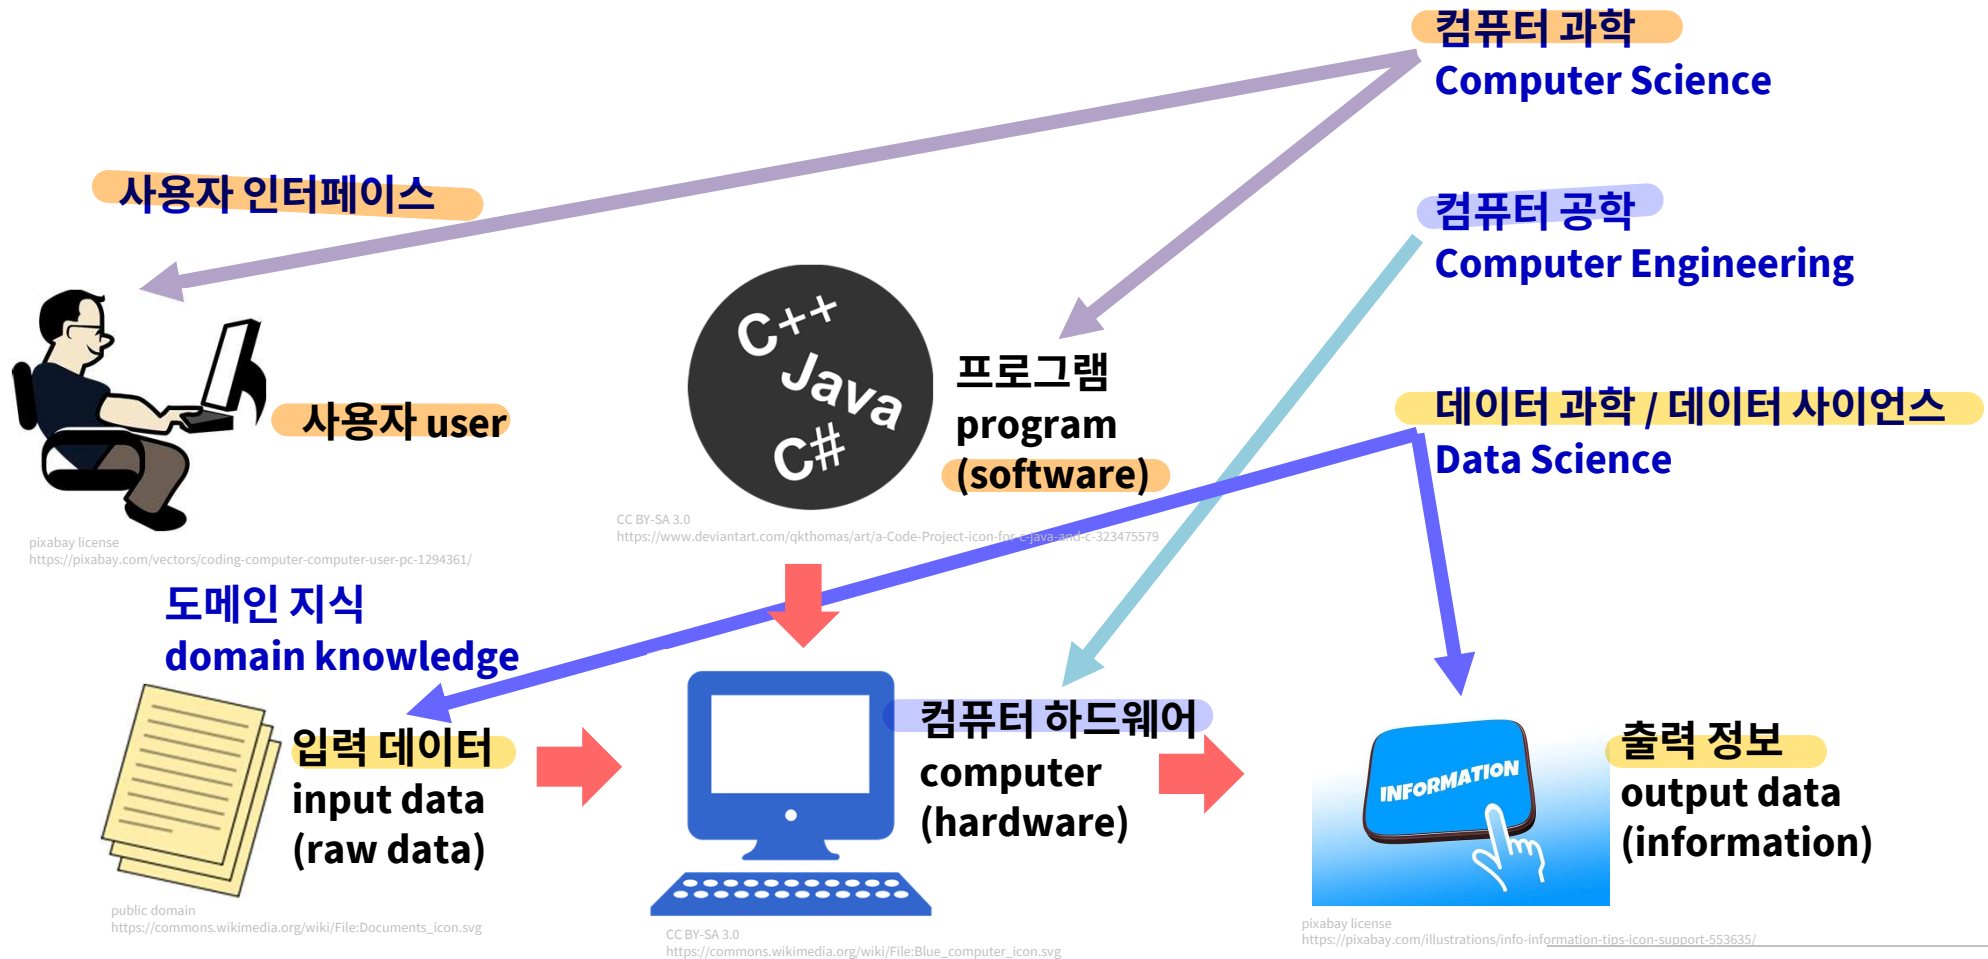 컴퓨터 과학
Computer Science
사용자 인터페이스
컴퓨터 공학
Computer Engineering
C++
Java
C#
프로그램
program
(software)
사용자 user
데이터 과학 / 데이터 사이언스
Data Science
CC BY-SA 3.0
https://www.deviantart.com/qkthomas/art/a-Code-Project-icon-for-c-java-and-c-323475579
pixabay license
https://pixabay.com/vectors/coding-computer-computer-user-pc-1294361/
도메인 지식
domain knowledge
입력 데이터
input data
(raw data)
컴퓨터 하드웨어
computer
(hardware)
INFORMATION
출력 정보
output data
(information)
public domain
https://commons.wikimedia.org/wiki/File:Documents_icon.svg
CC BY-SA 3.0
https://commons.wikimedia.org/wiki/File:Blue_computer_icon.svg
pixabay license
https://pixabay.com/illustrations/info-information-tips-icon-support-553635/